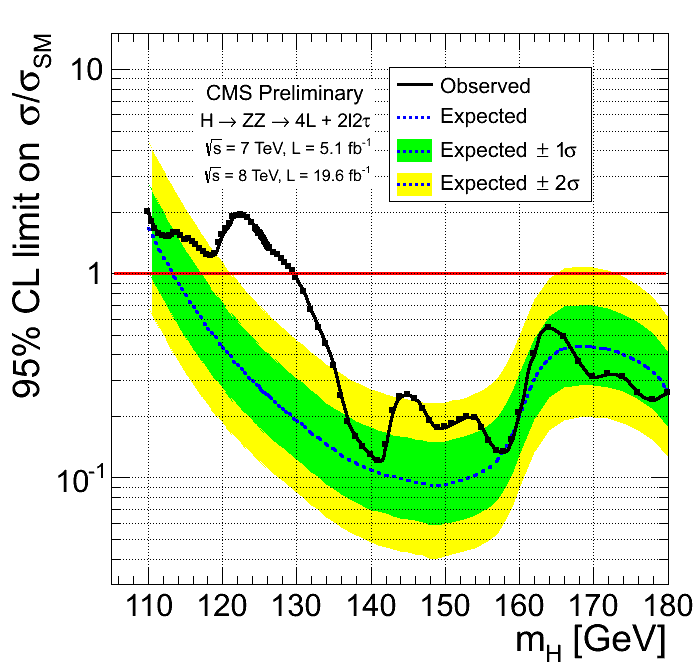 95% CL limit on σ/σSM
10
1
10-1
CMS Preliminary
H → ZZ → 4L + 2l2τ
√s = 7 TeV, L = 5.1 fb-1
√s = 8 TeV, L = 19.6 fb-1
Observed
Expected
Expected ± 1σ
Expected ± 2σ
110 120 130 140 150 160 170 180
mH [GeV]